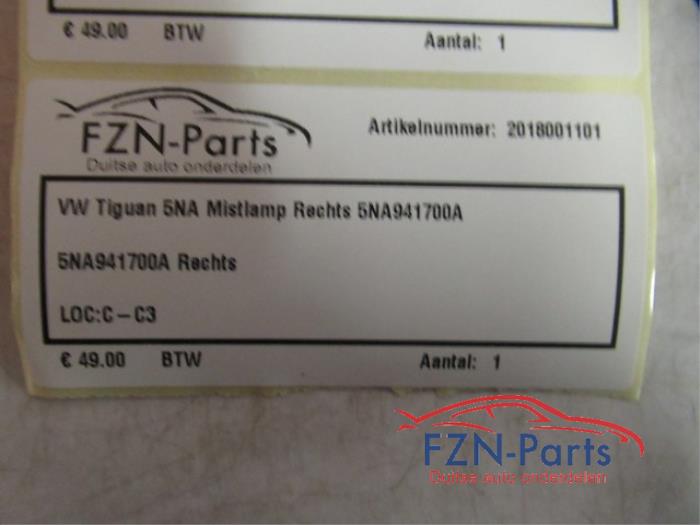 € 49.00 BTW Aantal: 1
FZN-Parts
Duitse auto onderdelen
Artikelnummer: 2018001101
VW Tiguan 5NA Mistlamp Rechts 5NA941700A
5NA941700A Rechts
LOC:C – C3
€ 49.00 BTW Aantal: 1
FZN-Parts
Duitse auto onderdelen